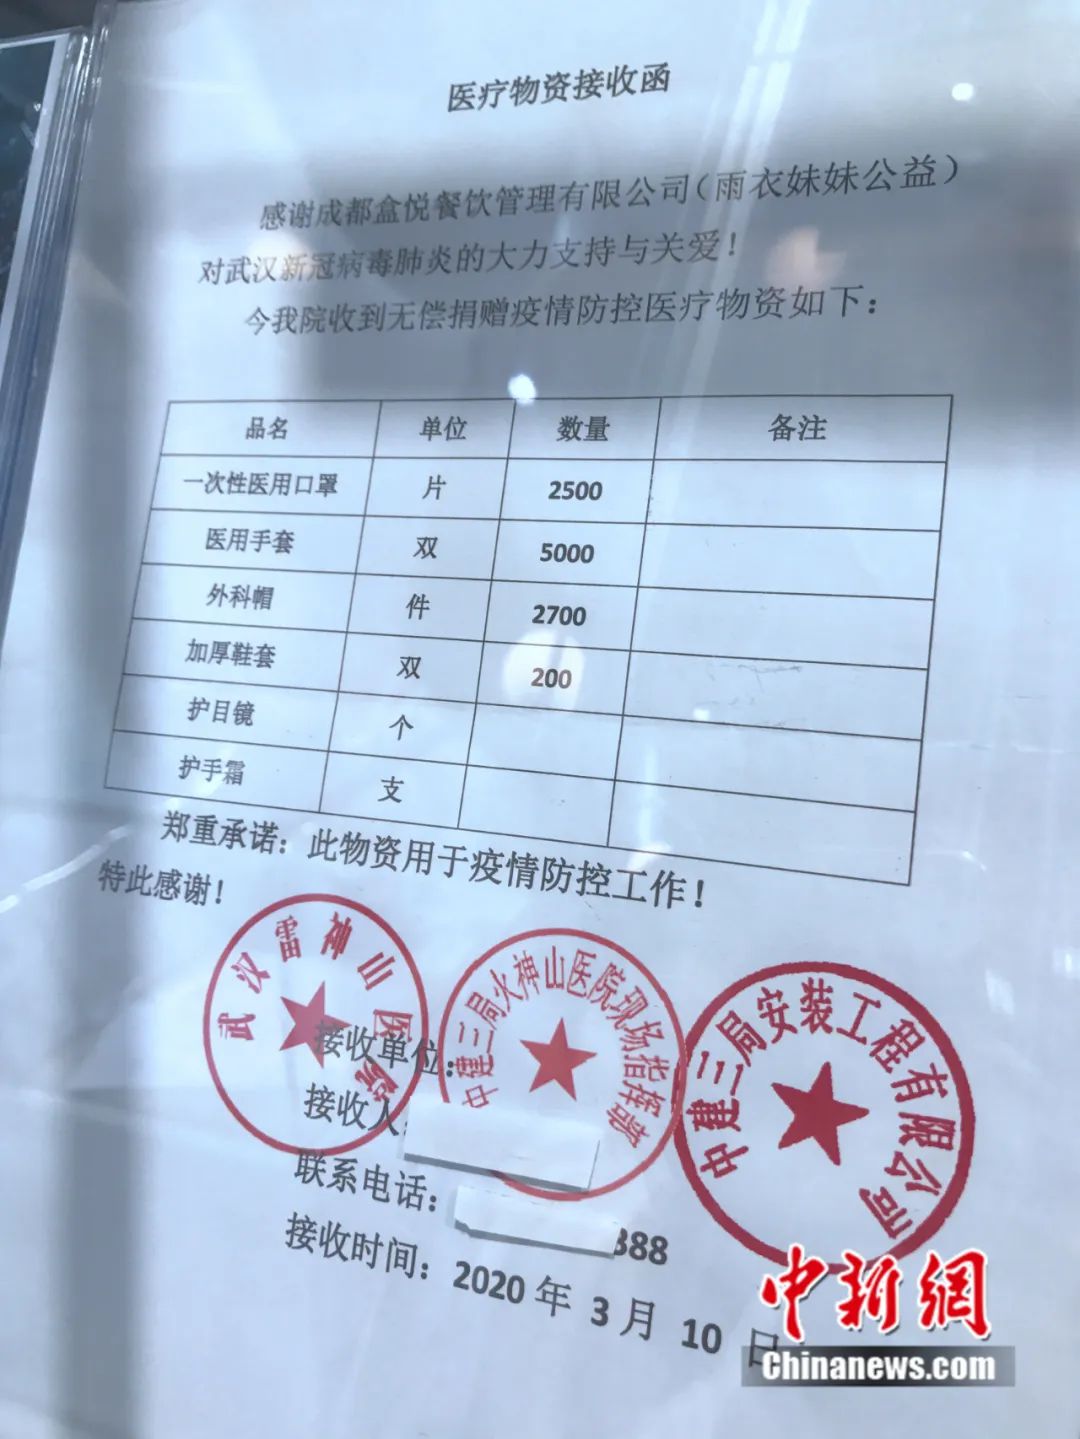 医疗物资接收函
感谢成都盒悦餐饮管理有限公司（雨衣妹妹公益）
对武汉新冠病毒肺炎的大力支持与关爱！
今我院收到无偿捐赠疫情防控医疗物资如下：
品名 单位 数量 备注
一次性医用口罩 片 2500
医用手套 双 5000
外科帽 件 2700
加厚鞋套 双 200
护目镜 个
护手霜 支
郑重承诺：此物资用于疫情防控工作！
特此感谢！
武汉雷神山医院
中建三局火神山医院现场指挥部
中建三局安装工程有限公司
接收单位：
接收人：
联系电话： 888
接收时间：2020 年 3 月 10 日
中新網
Chinanews.com